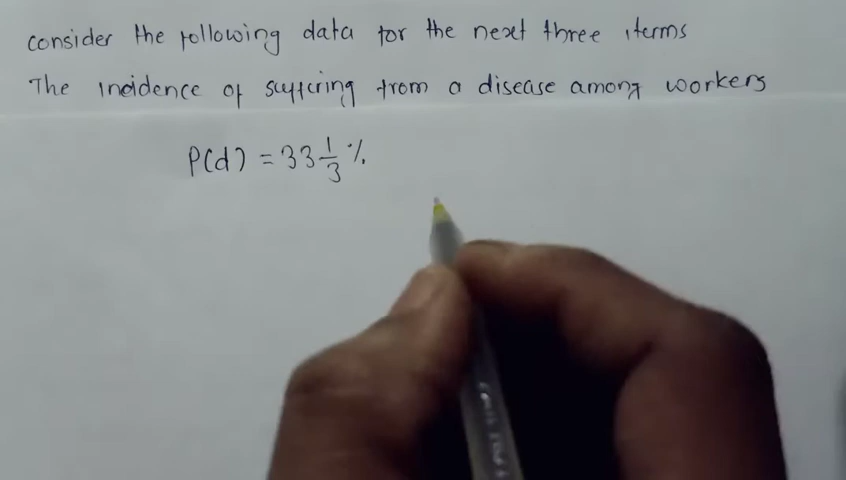 consider the following data for the next three iterms
The incidence of suffering from a disease among workers
P(d) = 33 1/3 %